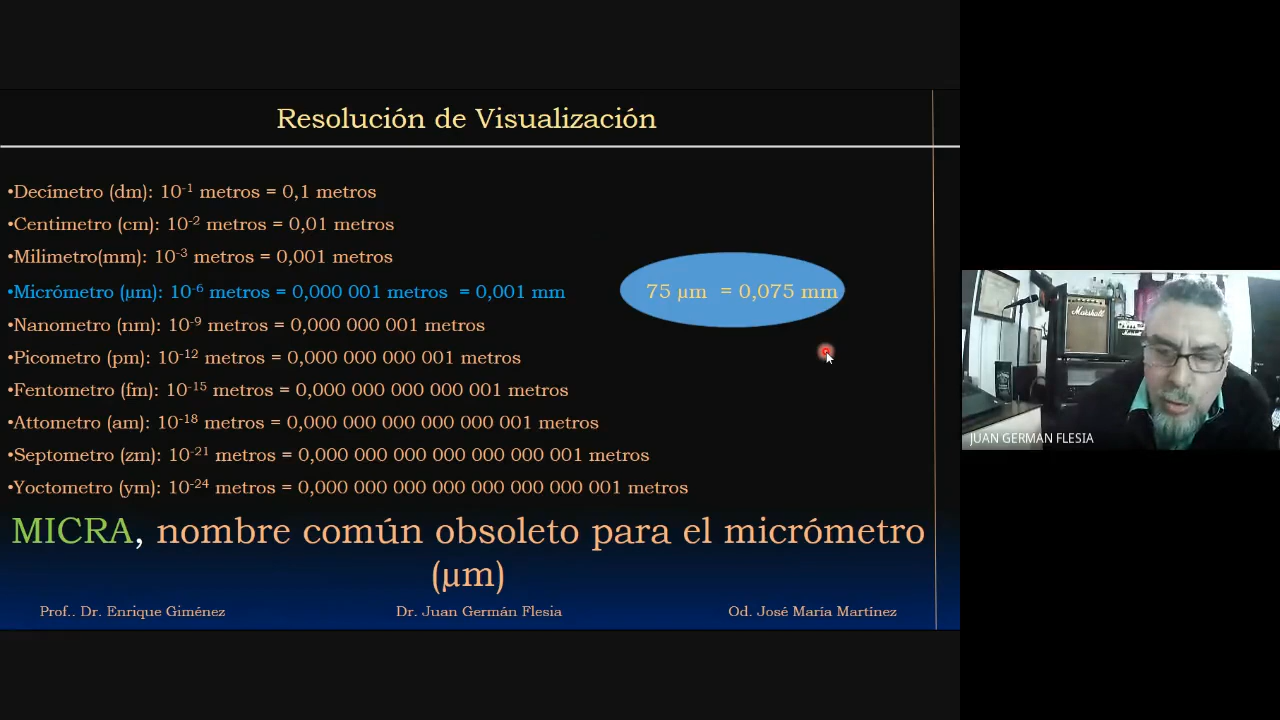 Resolución de Visualización
•Decímetro (dm): 10⁻¹ metros = 0,1 metros
•Centimetro (cm): 10⁻² metros = 0,01 metros
•Milimetro(mm): 10⁻³ metros = 0,001 metros
•Micrómetro (µm): 10⁻⁶ metros = 0,000 001 metros = 0,001 mm
75 µm = 0,075 mm
•Nanometro (nm): 10⁻⁹ metros = 0,000 000 001 metros
•Picometro (pm): 10⁻¹² metros = 0,000 000 000 001 metros
•Fentometro (fm): 10⁻¹⁵ metros = 0,000 000 000 000 001 metros
•Attometro (am): 10⁻¹⁸ metros = 0,000 000 000 000 000 001 metros
•Septometro (zm): 10⁻²¹ metros = 0,000 000 000 000 000 000 001 metros
•Yoctometro (ym): 10⁻²⁴ metros = 0,000 000 000 000 000 000 000 001 metros
MICRA, nombre común obsoleto para el micrómetro
(µm)
Prof.. Dr. Enrique Giménez
Dr. Juan Germán Flesia
Od. José María Martinez
Marshall
JUAN GERMAN FLESIA